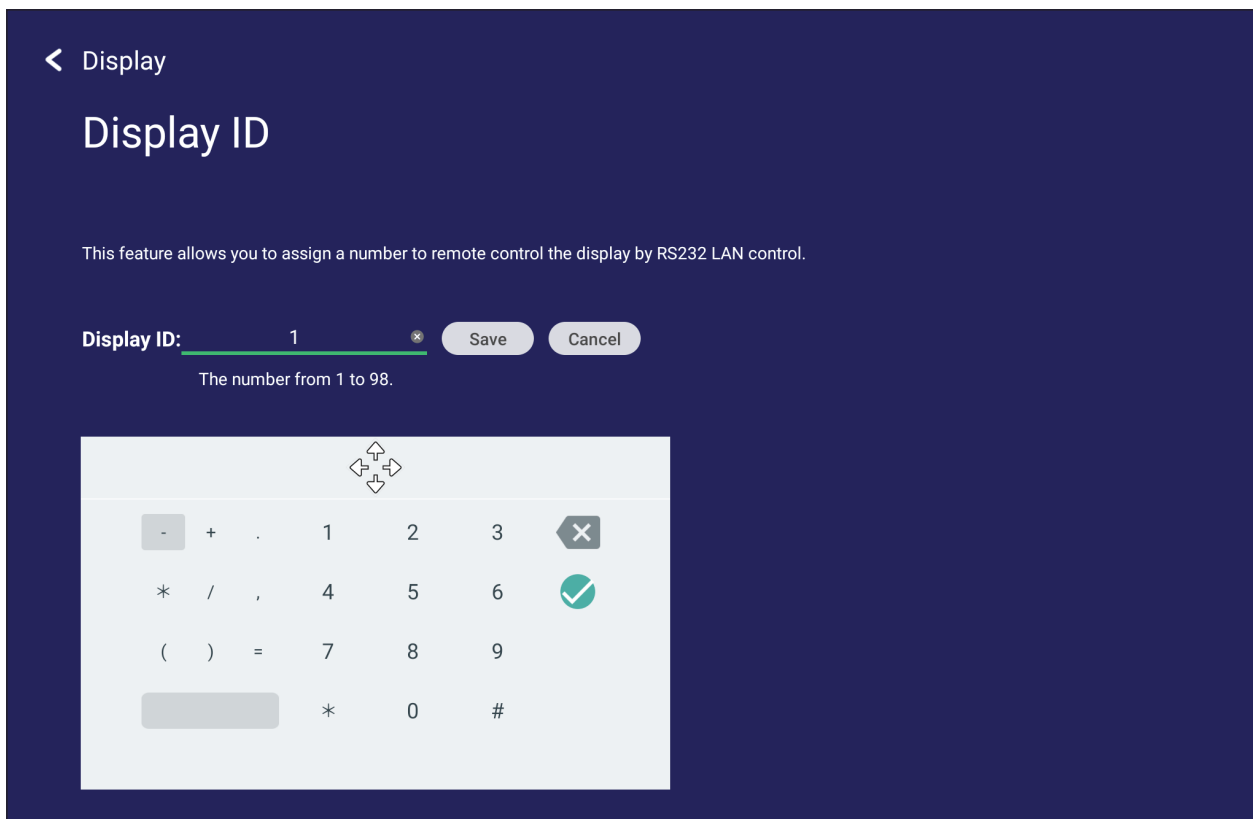 Display
Display ID
This feature allows you to assign a number to remote control the display by RS232 LAN control.
Display ID: 1 Save Cancel
The number from 1 to 98.
- + . 1 2 3
* / , 4 5 6
( ) = 7 8 9
* 0 #